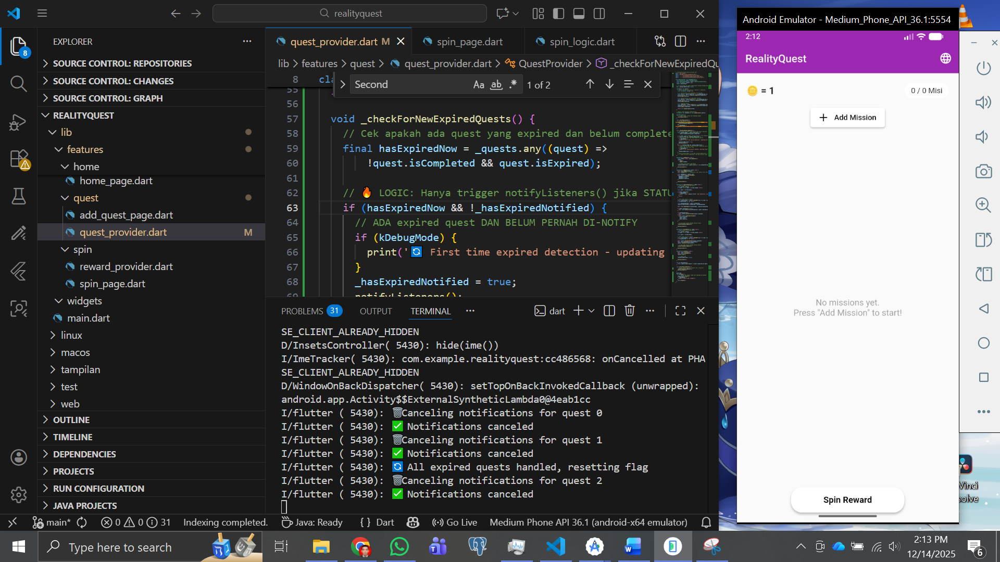 realityquest
EXPLORER
8
SOURCE CONTROL: REPOSITORIES
SOURCE CONTROL: CHANGES
SOURCE CONTROL: GRAPH
REALITYQUEST
lib
features
home
home_page.dart
quest
add_quest_page.dart
quest_provider.dart M
spin
reward_provider.dart
spin_page.dart
widgets
main.dart
linux
macos
tampilan
test
web
OUTLINE
TIMELINE
DEPENDENCIES
PROJECTS
RUN CONFIGURATION
JAVA PROJECTS
quest_provider.dart M
spin_page.dart
spin_logic.dart
lib > features > quest > quest_provider.dart > QuestProvider > _checkForNewExpiredQu
8 cla
Second Aa ab .* 1 of 2
55
56
57 void _checkForNewExpiredQuests() {
58 // Cek apakah ada quest yang expired dan belum complete
59 final hasExpiredNow = _quests.any((quest) =>
60 !quest.isCompleted && quest.isExpired);
61
62 // 🔥 LOGIC: Hanya trigger notifyListeners() jika STATU
63 if (hasExpiredNow && !_hasExpiredNotified) {
64 // ADA expired quest DAN BELUM PERNAH DI-NOTIFY
65 if (kDebugMode) {
66 print('🔄 First time expired detection - updating
67 }
68 _hasExpiredNotified = true;
69 notifyListeners();
PROBLEMS 31 OUTPUT TERMINAL dart
SE_CLIENT_ALREADY_HIDDEN
D/InsetsController( 5430): hide(ime())
I/ImeTracker( 5430): com.example.realityquest:cc486568: onCancelled at PHA
SE_CLIENT_ALREADY_HIDDEN
D/WindowOnBackDispatcher( 5430): setTopOnBackInvokedCallback (unwrapped):
android.app.Activity$$ExternalSyntheticLambda0@4eab1cc
I/flutter ( 5430): 🗑️Canceling notifications for quest 0
I/flutter ( 5430): ✅ Notifications canceled
I/flutter ( 5430): 🗑️Canceling notifications for quest 1
I/flutter ( 5430): ✅ Notifications canceled
I/flutter ( 5430): 🔄 All expired quests handled, resetting flag
I/flutter ( 5430): 🗑️Canceling notifications for quest 2
I/flutter ( 5430): ✅ Notifications canceled
main* 0 0 31 Indexing completed. Java: Ready { } Dart Go Live Medium Phone API 36.1 (android-x64 emulator)
Android Emulator - Medium_Phone_API_36.1:5554
2:12
RealityQuest
= 1
0 / 0 Misi
+ Add Mission
No missions yet.
Press "Add Mission" to start!
Spin Reward
Vinci
solve
Type here to search
2:13 PM
12/14/2025
6